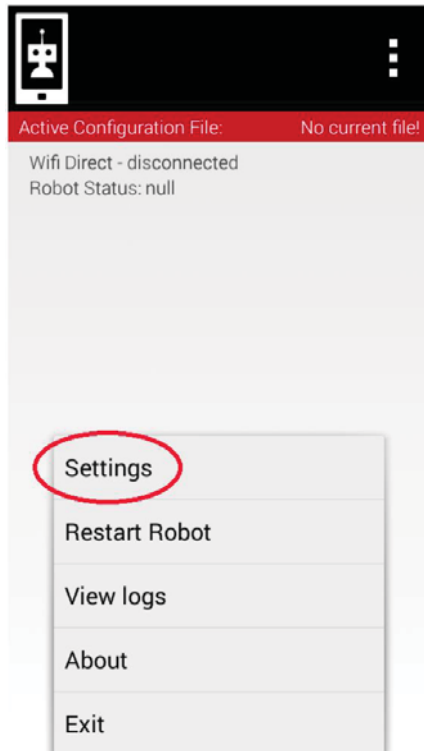 Active Configuration File: No current file!
Wifi Direct - disconnected
Robot Status: null
Settings
Restart Robot
View logs
About
Exit